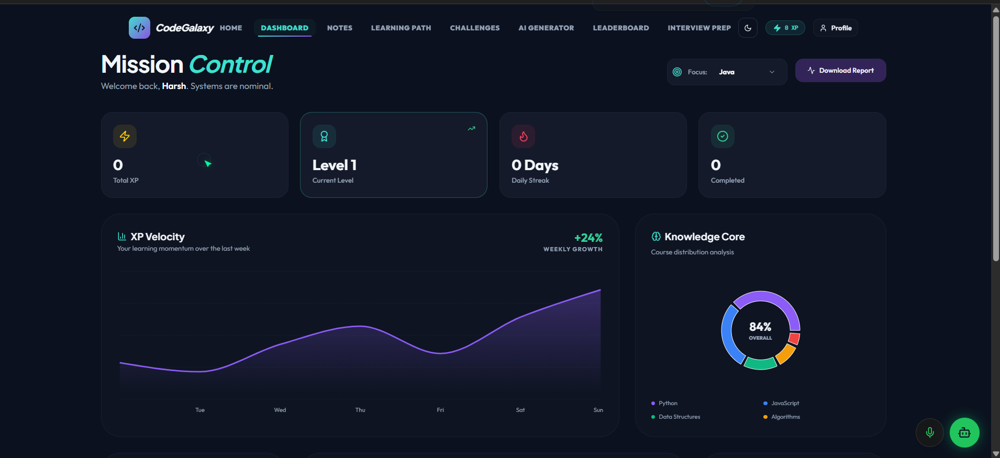 </> CodeGalaxy HOME DASHBOARD NOTES LEARNING PATH CHALLENGES AI GENERATOR LEADERBOARD INTERVIEW PREP 0 XP Profile
Mission Control
Welcome back, Harsh. Systems are nominal.
Focus: Java
Download Report
0
Total XP
Level 1
Current Level
0 Days
Daily Streak
0
Completed
XP Velocity
Your learning momentum over the last week
+24%
WEEKLY GROWTH
Tue Wed Thu Fri Sat Sun
Knowledge Core
Course distribution analysis
84%
OVERALL
Python JavaScript
Data Structures Algorithms